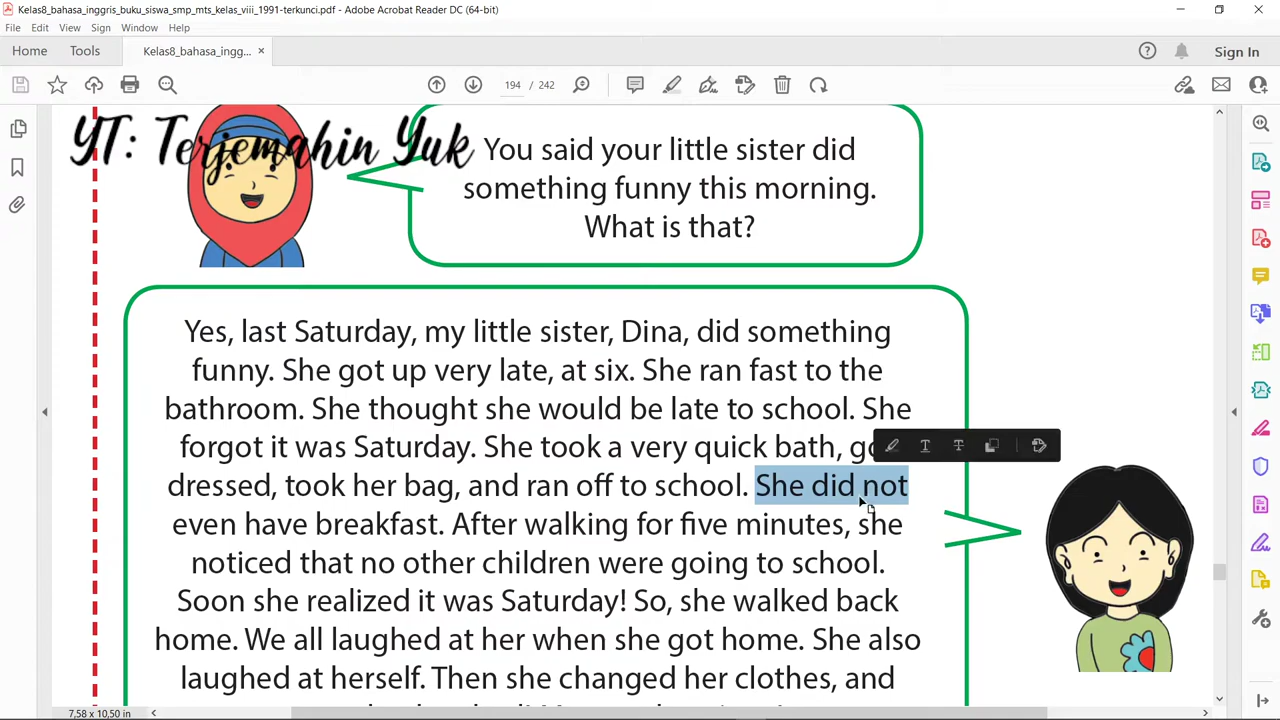 Kelas8_bahasa_inggris_buku_siswa_smp_mts_kelas_viii_1991-terkunci.pdf - Adobe Acrobat Reader DC (64-bit)
File Edit View Sign Window Help
Home Tools Kelas8_bahasa_ingg... × Sign In
194 / 242
YT: Terjemahin Yuk
You said your little sister did
something funny this morning.
What is that?
Yes, last Saturday, my little sister, Dina, did something
funny. She got up very late, at six. She ran fast to the
bathroom. She thought she would be late to school. She
forgot it was Saturday. She took a very quick bath,
dressed, took her bag, and ran off to school. She did not
even have breakfast. After walking for five minutes, she
noticed that no other children were going to school.
Soon she realized it was Saturday! So, she walked back
home. We all laughed at her when she got home. She also
laughed at herself. Then she changed her clothes, and
7,58 x 10,50 in